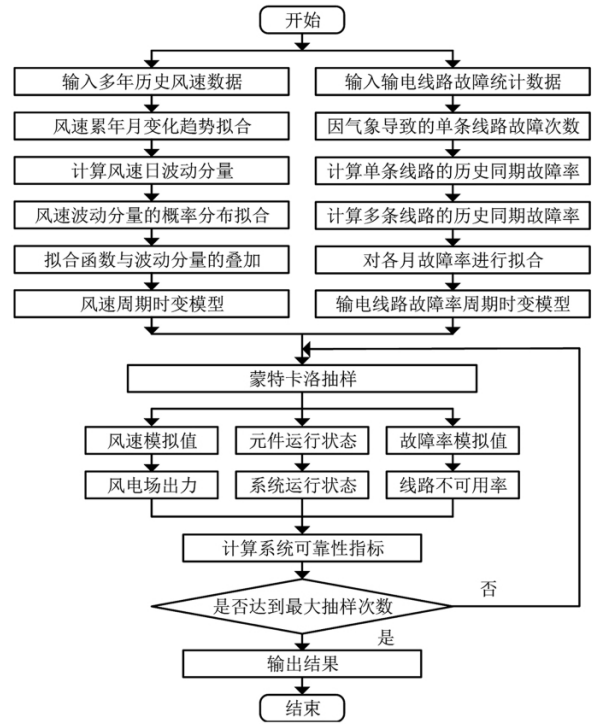 开始
输入多年历史风速数据
风速累年月变化趋势拟合
计算风速日波动分量
风速波动分量的概率分布拟合
拟合函数与波动分量的叠加
风速周期时变模型
输入输电线路故障统计数据
因气象导致的单条线路故障次数
计算单条线路的历史同期故障率
计算多条线路的历史同期故障率
对各月故障率进行拟合
输电线路故障率周期时变模型
蒙特卡洛抽样
风速模拟值
元件运行状态
故障率模拟值
风电场出力
系统运行状态
线路不可用率
计算系统可靠性指标
是否达到最大抽样次数
否
是
输出结果
结束